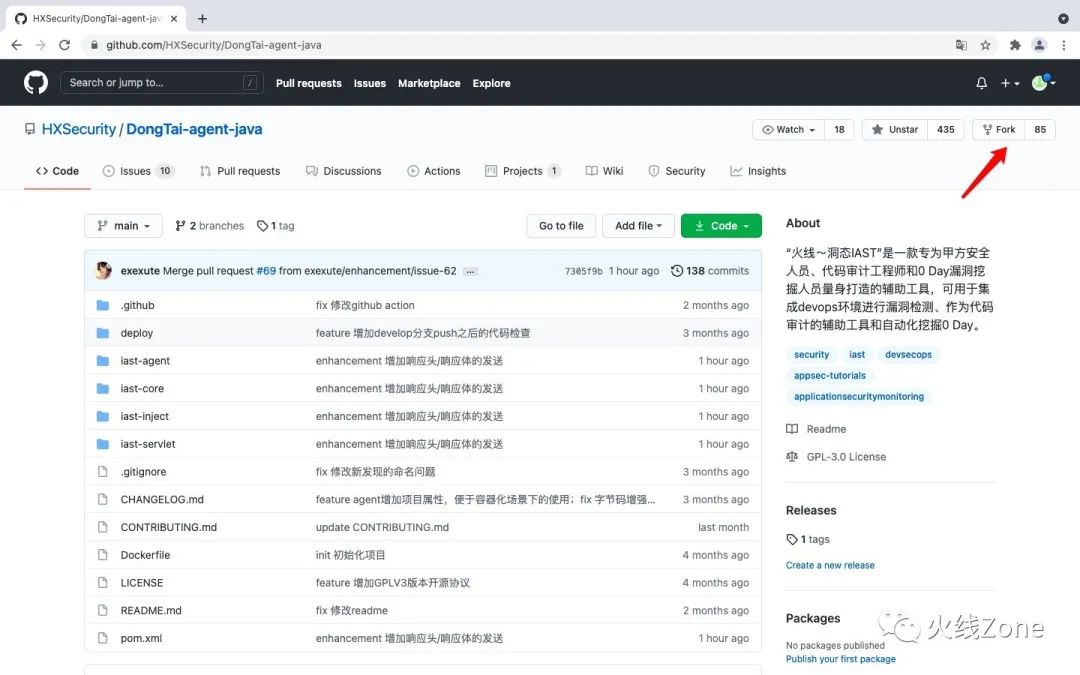 HXSecurity/DongTai-agent-jav
github.com/HXSecurity/DongTai-agent-java
Search or jump to... / Pull requests Issues Marketplace Explore
HXSecurity / DongTai-agent-java Watch 18 Unstar 435 Fork 85
Code Issues 10 Pull requests Discussions Actions Projects 1 Wiki Security Insights
main 2 branches 1 tag Go to file Add file Code
exexute Merge pull request #69 from exexute/enhancement/issue-62 ... 7305f9b 1 hour ago 138 commits
.github fix 修改github action 2 months ago
deploy feature 增加develop分支push之后的代码检查 3 months ago
iast-agent enhancement 增加响应头/响应体的发送 1 hour ago
iast-core enhancement 增加响应头/响应体的发送 1 hour ago
iast-inject enhancement 增加响应头/响应体的发送 1 hour ago
iast-servlet enhancement 增加响应头/响应体的发送 1 hour ago
.gitignore fix 修改新发现的命名问题 3 months ago
CHANGELOG.md feature agent增加项目属性，便于容器化场景下的使用；fix 字节码增强... 3 months ago
CONTRIBUTING.md update CONTRIBUTING.md last month
Dockerfile init 初始化项目 4 months ago
LICENSE feature 增加GPLV3版本开源协议 4 months ago
README.md fix 修改readme 2 months ago
pom.xml enhancement 增加响应头/响应体的发送 1 hour ago
About
“火线～洞态IAST”是一款专为甲方安全
人员、代码审计工程师和0 Day漏洞挖
掘人员量身打造的辅助工具，可用于集
成devops环境进行漏洞检测、作为代码
审计的辅助工具和自动化挖掘0 Day。
security iast devsecops
appsec-tutorials
applicationsecuritymonitoring
Readme
GPL-3.0 License
Releases
1 tags
Create a new release
Packages
No packages published
Publish your first package
火线Zone